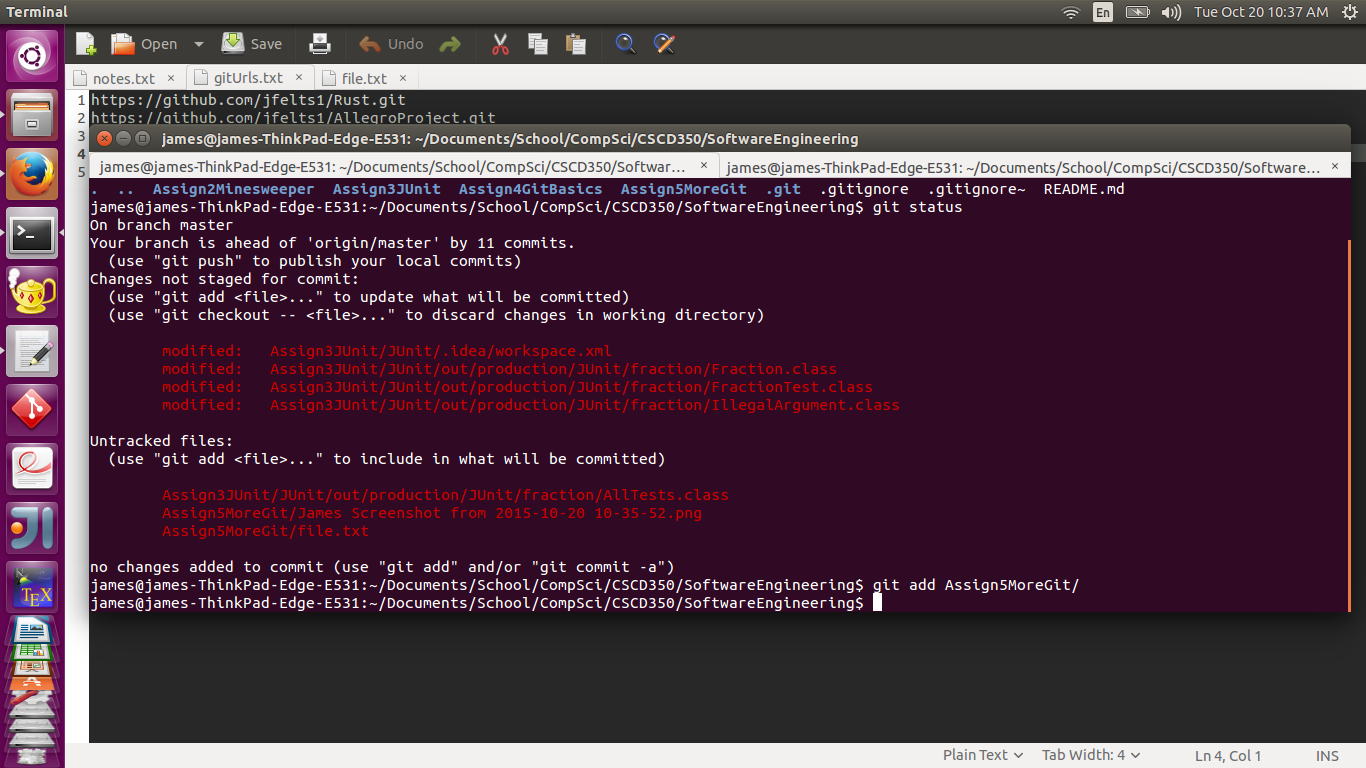 Terminal
En
Tue Oct 20 10:37 AM
Open
Save
Undo
notes.txt ×
gitUrls.txt ×
file.txt ×
1 https://github.com/jfelts1/Rust.git
2 https://github.com/jfelts1/AllegroProject.git
3
4
5
james@james-ThinkPad-Edge-E531: ~/Documents/School/CompSci/CSCD350/SoftwareEngineering
james@james-ThinkPad-Edge-E531: ~/Documents/School/CompSci/CSCD350/Softwar... ×
james@james-ThinkPad-Edge-E531: ~/Documents/School/CompSci/CSCD350/Software... ×
. .. Assign2Minesweeper Assign3JUnit Assign4GitBasics Assign5MoreGit .git .gitignore .gitignore~ README.md
james@james-ThinkPad-Edge-E531:~/Documents/School/CompSci/CSCD350/SoftwareEngineering$ git status
On branch master
Your branch is ahead of 'origin/master' by 11 commits.
(use "git push" to publish your local commits)
Changes not staged for commit:
(use "git add <file>..." to update what will be committed)
(use "git checkout -- <file>..." to discard changes in working directory)
modified: Assign3JUnit/JUnit/.idea/workspace.xml
modified: Assign3JUnit/JUnit/out/production/JUnit/fraction/Fraction.class
modified: Assign3JUnit/JUnit/out/production/JUnit/fraction/FractionTest.class
modified: Assign3JUnit/JUnit/out/production/JUnit/fraction/IllegalArgument.class
Untracked files:
(use "git add <file>..." to include in what will be committed)
Assign3JUnit/JUnit/out/production/JUnit/fraction/AllTests.class
Assign5MoreGit/James Screenshot from 2015-10-20 10-35-52.png
Assign5MoreGit/file.txt
no changes added to commit (use "git add" and/or "git commit -a")
james@james-ThinkPad-Edge-E531:~/Documents/School/CompSci/CSCD350/SoftwareEngineering$ git add Assign5MoreGit/
james@james-ThinkPad-Edge-E531:~/Documents/School/CompSci/CSCD350/SoftwareEngineering$
TEX
Plain Text
Tab Width: 4
Ln 4, Col 1
INS